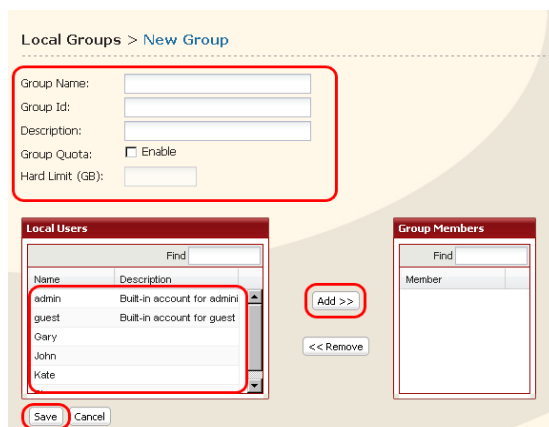 Local Groups > New Group
Group Name:
Group Id:
Description:
Group Quota: Enable
Hard Limit (GB):
Local Users
Find
Name Description
admin Built-in account for admini
guest Built-in account for guest
Gary
John
Kate
Add >>
<< Remove
Group Members
Find
Member
Save Cancel